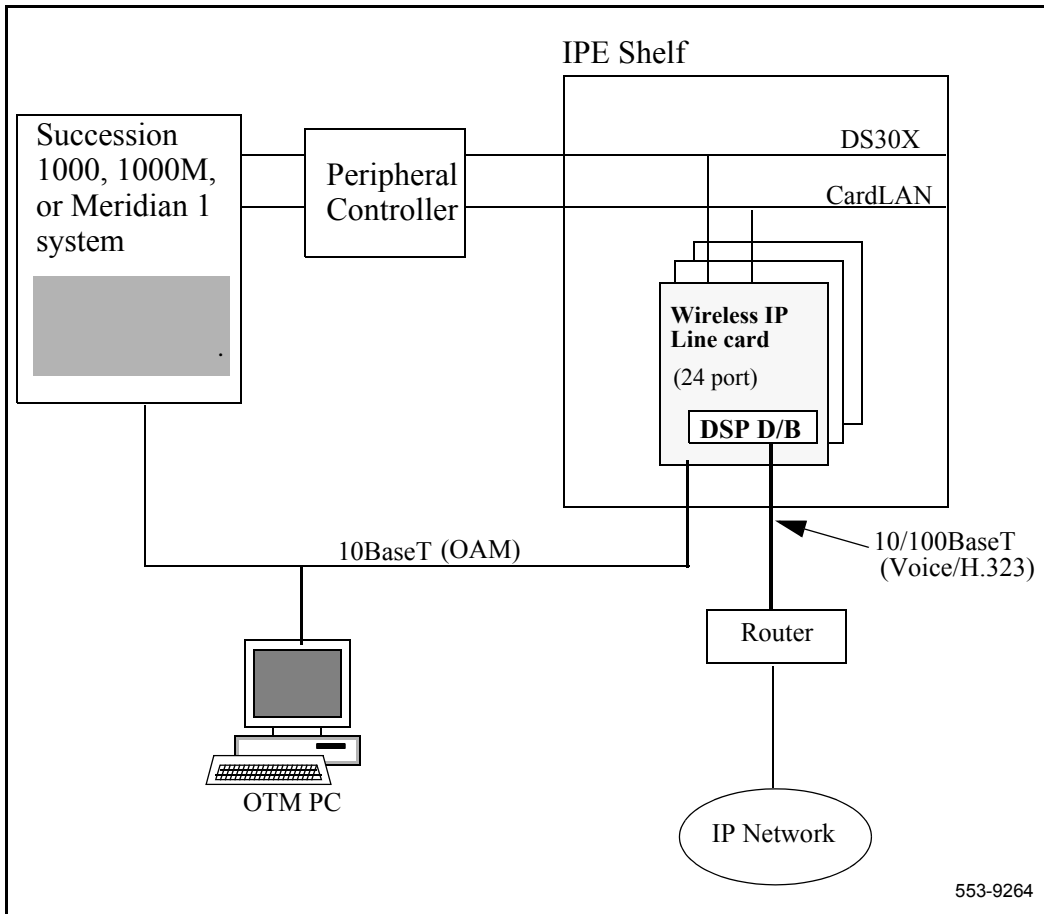 IPE Shelf
Succession
1000, 1000M,
or Meridian 1
system
.
Peripheral
Controller
DS30X
CardLAN
Wireless IP
Line card
(24 port)
DSP D/B
10BaseT (OAM)
10/100BaseT
(Voice/H.323)
Router
OTM PC
IP Network
553-9264